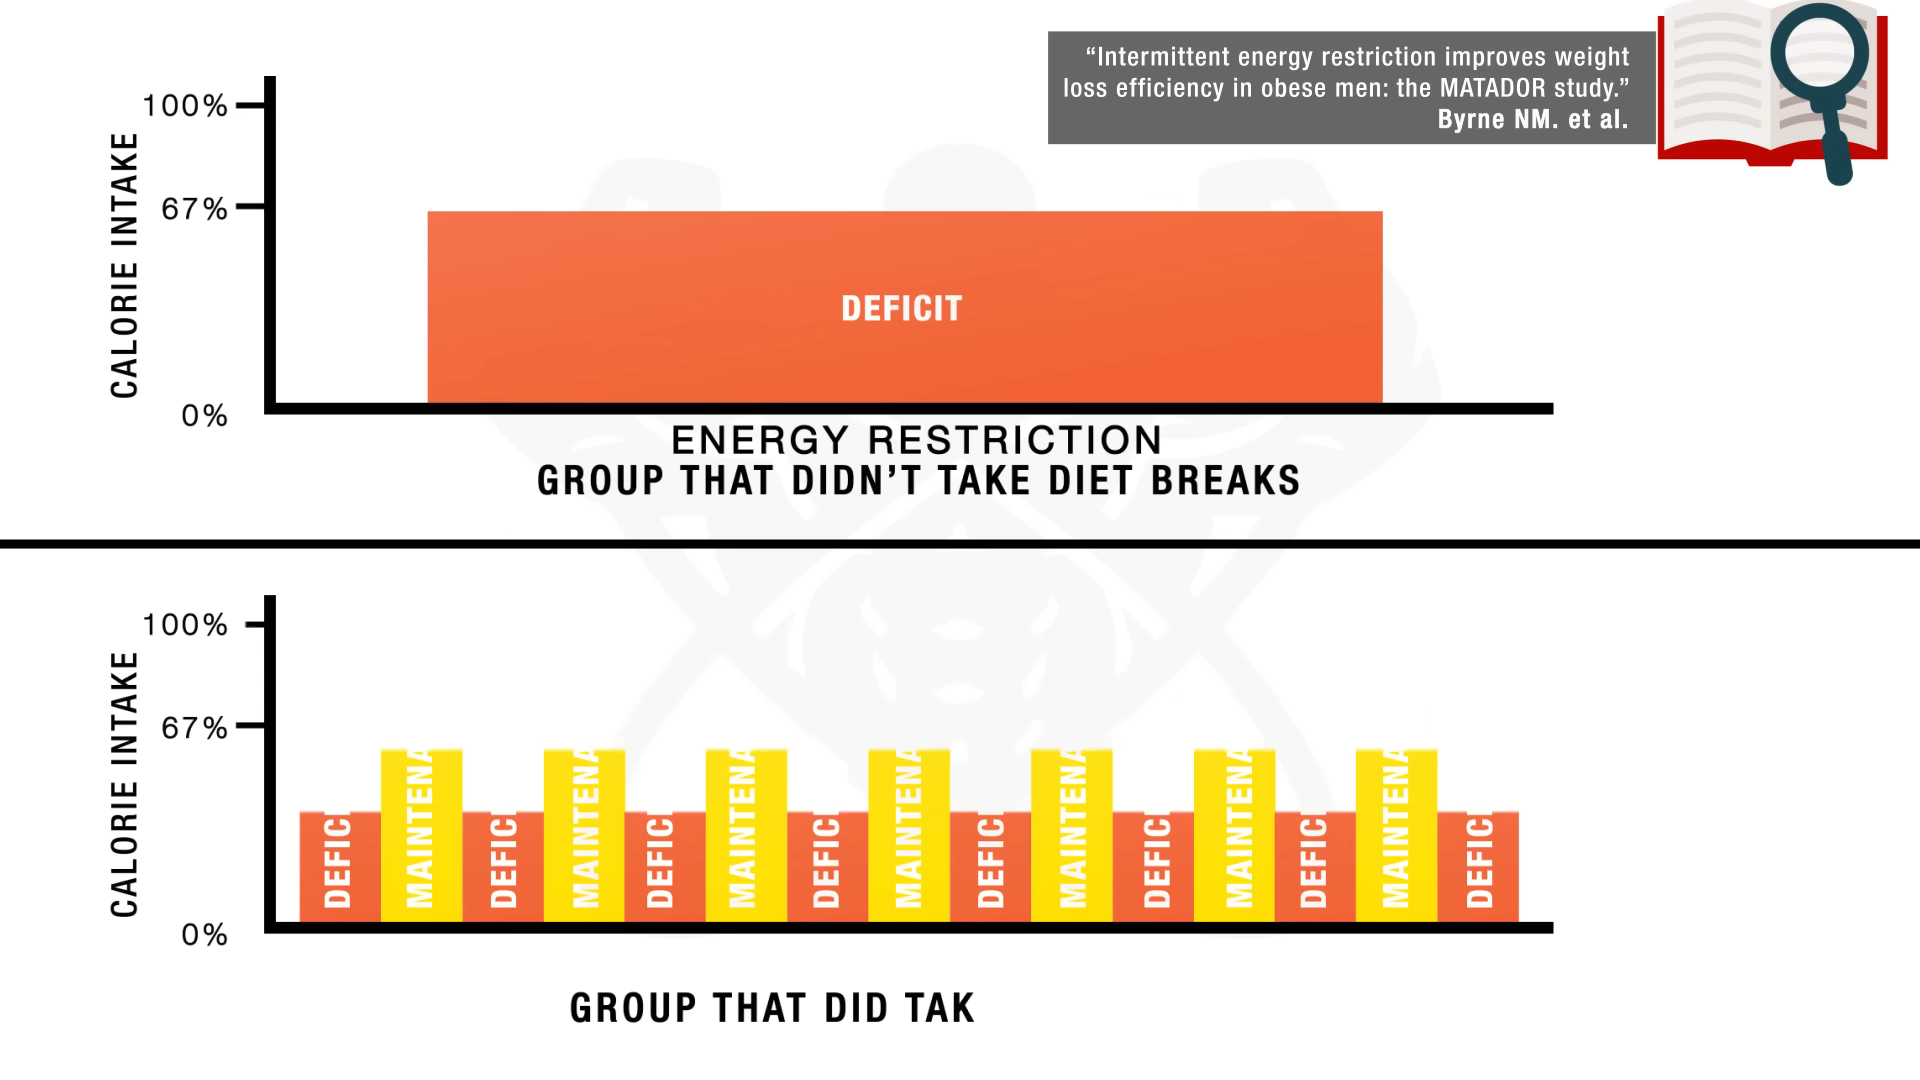 “Intermittent energy restriction improves weight
loss efficiency in obese men: the MATADOR study.”
Byrne NM. et al.
CALORIE INTAKE
100%
67%
0%
DEFICIT
ENERGY RESTRICTION
GROUP THAT DIDN’T TAKE DIET BREAKS
CALORIE INTAKE
100%
67%
0%
DEFIC
MAINTENA
DEFIC
MAINTENA
DEFIC
MAINTENA
DEFIC
MAINTENA
DEFIC
MAINTENA
DEFIC
MAINTENA
DEFIC
MAINTENA
DEFIC
GROUP THAT DID TAK